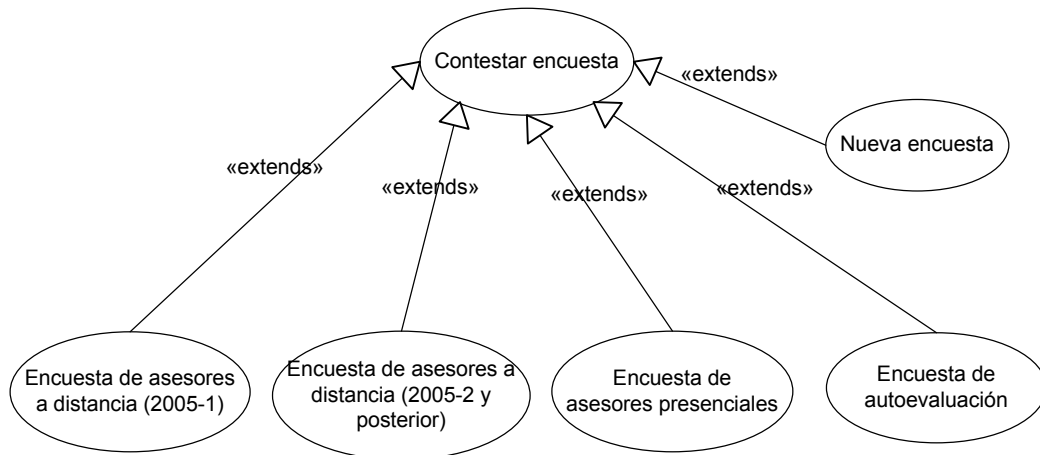 Contestar encuesta
«extends»
Nueva encuesta
«extends»
«extends»
«extends»
«extends»
Encuesta de asesores
a distancia (2005-1)
Encuesta de asesores a
distancia (2005-2 y
posterior)
Encuesta de
asesores presenciales
Encuesta de
autoevaluación